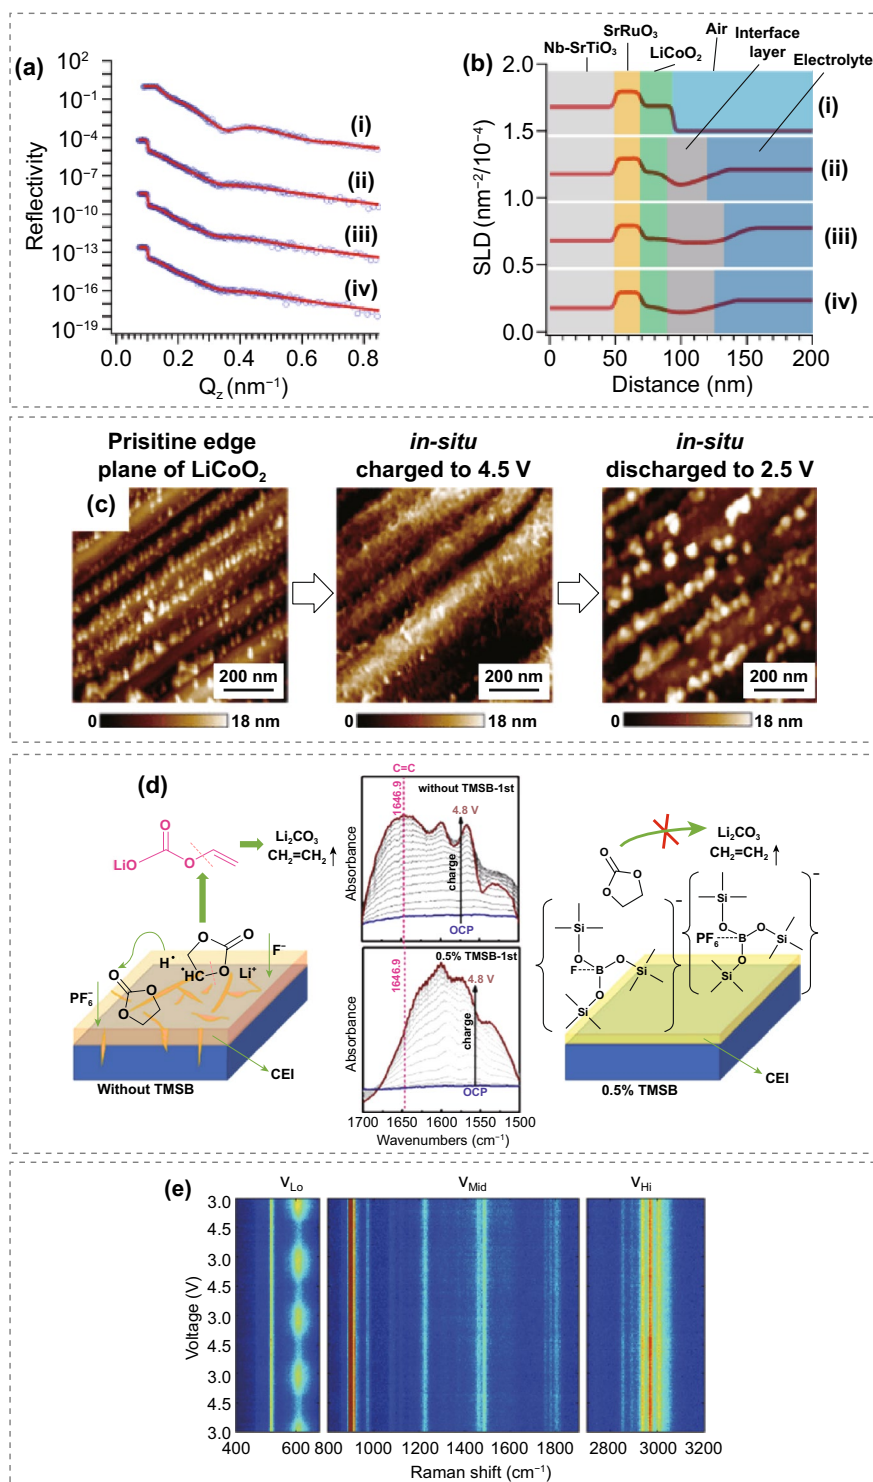 (a)
Reflectivity
10²
10⁻¹
10⁻⁴
10⁻⁷
10⁻¹⁰
10⁻¹³
10⁻¹⁶
10⁻¹⁹
(i)
(ii)
(iii)
(iv)
0.0 0.2 0.4 0.6 0.8
Q_z (nm⁻¹)
(b)
Nb-SrTiO₃
SrRuO₃
LiCoO₂
Air
Interface
layer
Electrolyte
SLD (nm⁻²/10⁻⁴)
2.0
1.5
1.0
0.5
0.0
(i)
(ii)
(iii)
(iv)
0 50 100 150 200
Distance (nm)
Prisitine edge
plane of LiCoO₂
in-situ
charged to 4.5 V
in-situ
discharged to 2.5 V
(c)
200 nm
200 nm
200 nm
0 18 nm
0 18 nm
0 18 nm
(d)
LiO
O
O
Li₂CO₃
CH₂=CH₂
H•
O
O
O
•HC
Li⁺
F⁻
PF₆⁻
O
O
O
CEI
Without TMSB
C=C
1646.9
without TMSB-1st
4.8 V
charge
OCP
Absorbance
1646.9
0.5% TMSB-1st
4.8 V
charge
OCP
Absorbance
1700 1650 1600 1550 1500
Wavenumbers (cm⁻¹)
Li₂CO₃
CH₂=CH₂
O
O
O
Si
O
F
B
O
O
Si
Si
−
Si
O
PF₆
B
O
O
Si
Si
−
CEI
0.5% TMSB
(e)
ν_Lo
ν_Mid
ν_Hi
Voltage (V)
3.0
4.5
3.0
4.5
3.0
4.5
3.0
4.5
3.0
400 600 800 1000 1200 1400 1600 1800 2800 3000 3200
Raman shift (cm⁻¹)